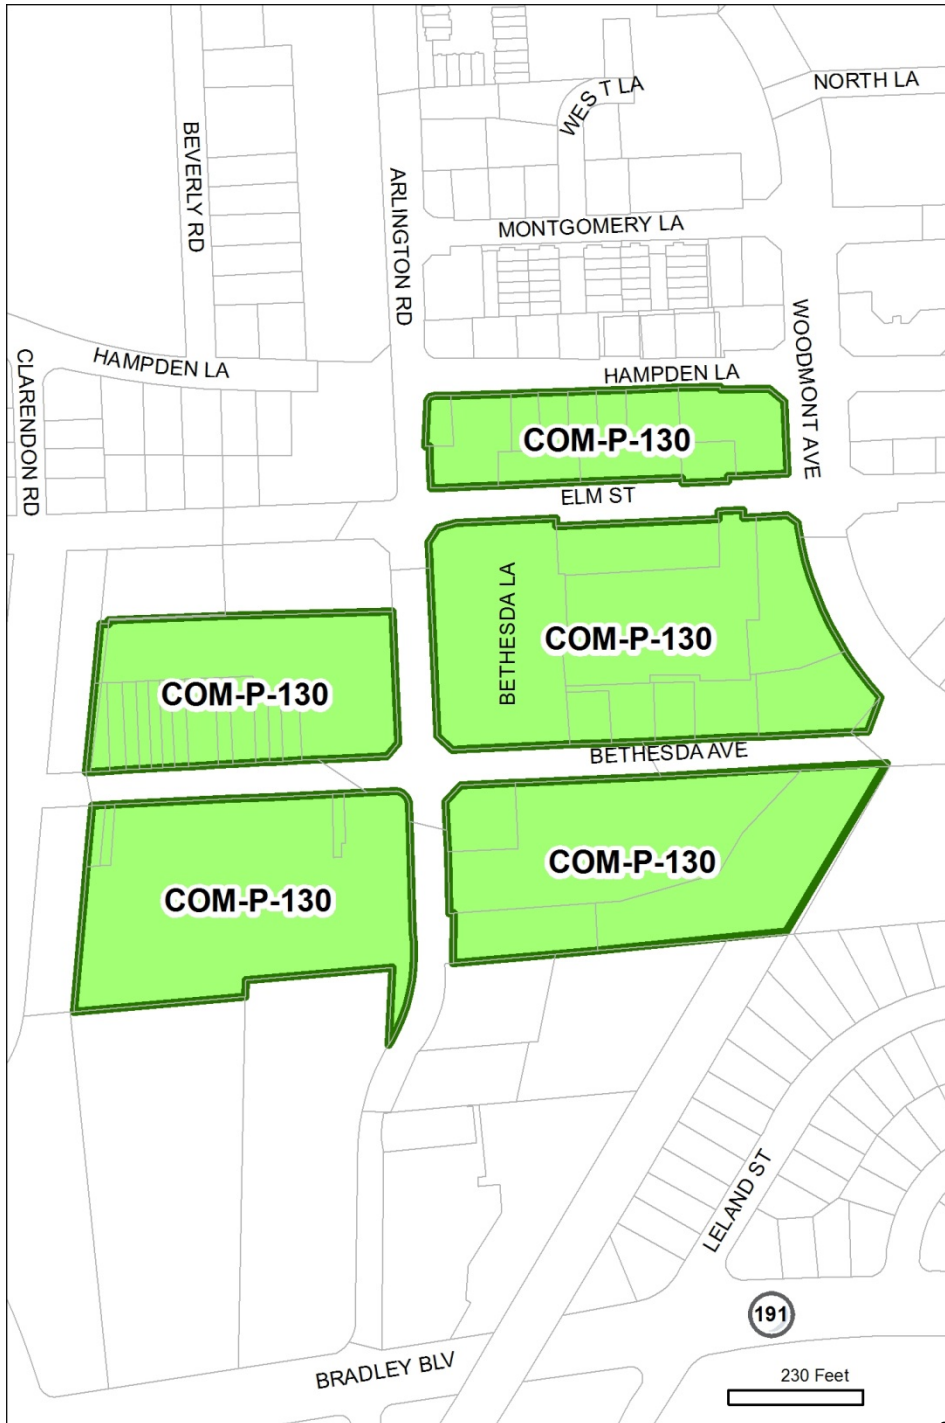 NORTH LA
WEST LA
BEVERLY RD
ARLINGTON RD
MONTGOMERY LA
WOODMONT AVE
CLARENDON RD
HAMPDEN LA
HAMPDEN LA
COM-P-130
ELM ST
BETHESDA LA
COM-P-130
COM-P-130
BETHESDA AVE
COM-P-130
COM-P-130
LELAND ST
191
BRADLEY BLV
230 Feet